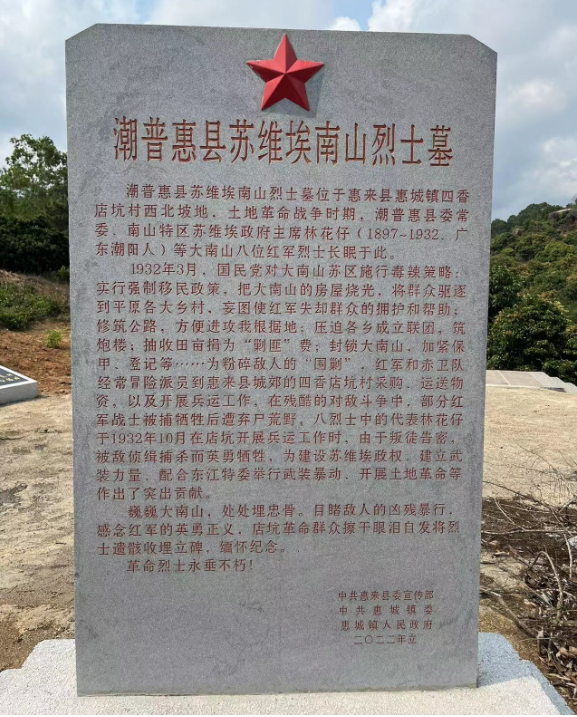 潮普惠县苏维埃南山烈士墓
潮普惠县苏维埃南山烈士墓位于惠来县惠城镇四香
店坑村西北坡地，土地革命战争时期，潮普惠县委常
委、南山特区苏维埃政府主席林花仔（1897~1932，广
东潮阳人）等大南山八位红军烈士长眠于此。
1932年3月，国民党对大南山苏区施行毒辣策略：
实行强制移民政策，把大南山的房屋烧光，将群众驱逐
到平原各大乡村，妄图使红军失却群众的拥护和帮助；
修筑公路，方便进攻我根据地；压迫各乡成立联团，筑
炮楼；抽收田亩捐为“剿匪”费；封锁大南山，加紧保
甲、登记等……为粉碎敌人的“围剿”，红军和赤卫队
经常冒险派员到惠来县城郊的四香店坑村采购、运送物
资，以及开展兵运工作。在残酷的对敌斗争中，部分红
军战士被捕牺牲后遭弃尸荒野。八烈士中的代表林花仔
于1932年10月在店坑开展兵运工作时，由于叛徒告密，
被敌侦缉捕杀而英勇牺牲，为建设苏维埃政权、建立武
装力量、配合东江特委举行武装暴动、开展土地革命等
作出了突出贡献。
巍巍大南山，处处埋忠骨。目睹敌人的凶残暴行，
感念红军的英勇正义，店坑革命群众擦干眼泪自发将烈
士遗骸收埋立碑，缅怀纪念。
革命烈士永垂不朽！
中共惠来县委宣传部
中共惠城镇委
惠城镇人民政府
二〇二二年立